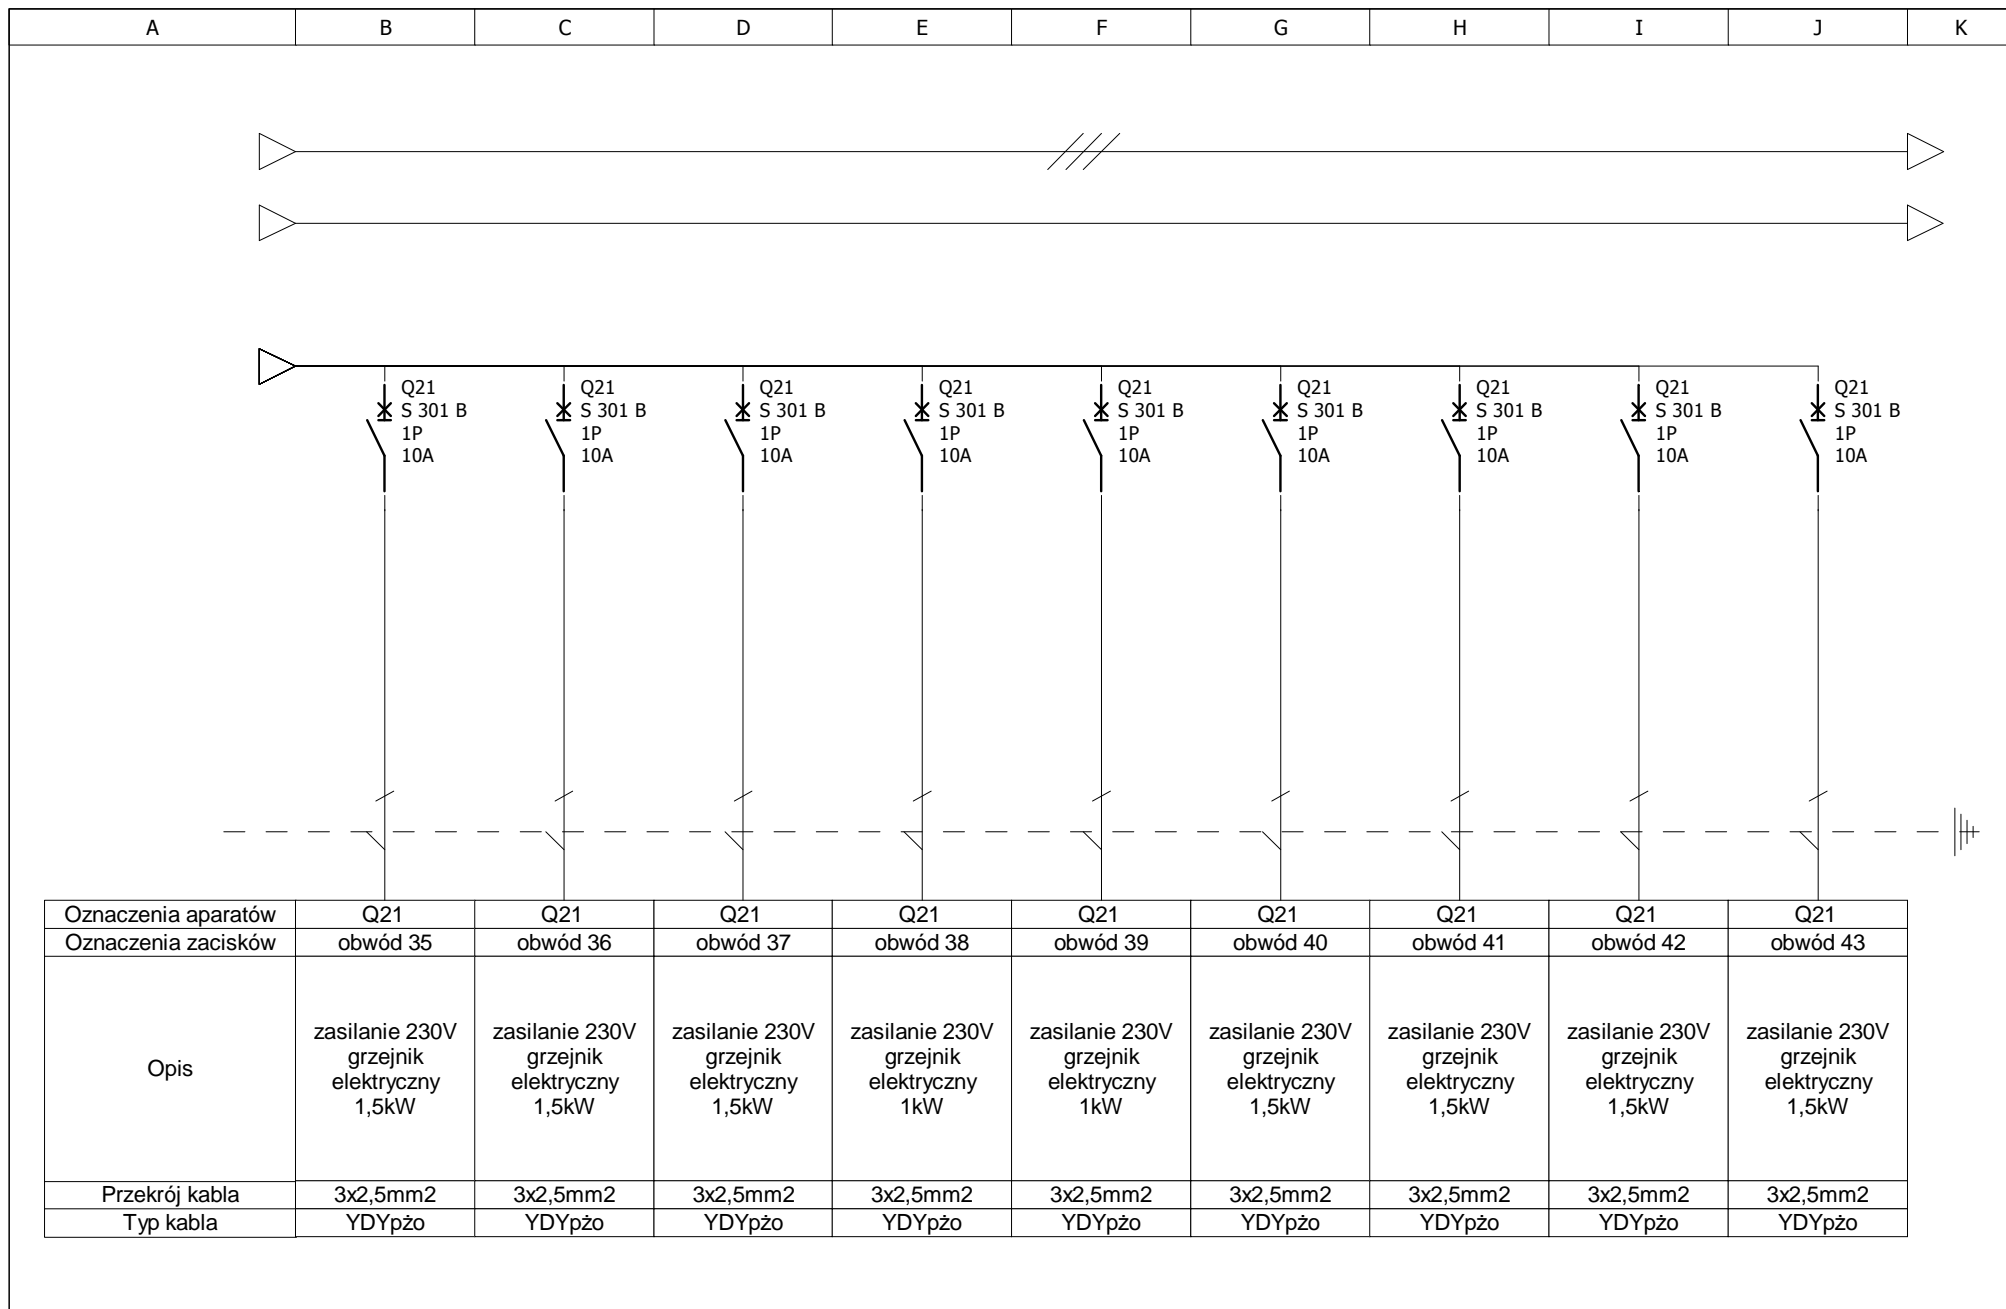 A B C D E F G H I J K
Q21 Q21 Q21 Q21 Q21 Q21 Q21 Q21 Q21
S 301 B S 301 B S 301 B S 301 B S 301 B S 301 B S 301 B S 301 B S 301 B
1P 1P 1P 1P 1P 1P 1P 1P 1P
10A 10A 10A 10A 10A 10A 10A 10A 10A
Oznaczenia aparatów Q21 Q21 Q21 Q21 Q21 Q21 Q21 Q21 Q21
Oznaczenia zacisków obwód 35 obwód 36 obwód 37 obwód 38 obwód 39 obwód 40 obwód 41 obwód 42 obwód 43
Opis
zasilanie 230V zasilanie 230V zasilanie 230V zasilanie 230V zasilanie 230V zasilanie 230V zasilanie 230V zasilanie 230V zasilanie 230V
grzejnik grzejnik grzejnik grzejnik grzejnik grzejnik grzejnik grzejnik grzejnik
elektryczny elektryczny elektryczny elektryczny elektryczny elektryczny elektryczny elektryczny elektryczny
1,5kW 1,5kW 1,5kW 1kW 1kW 1,5kW 1,5kW 1,5kW 1,5kW
Przekrój kabla 3x2,5mm2 3x2,5mm2 3x2,5mm2 3x2,5mm2 3x2,5mm2 3x2,5mm2 3x2,5mm2 3x2,5mm2 3x2,5mm2
Typ kabla YDYpżo YDYpżo YDYpżo YDYpżo YDYpżo YDYpżo YDYpżo YDYpżo YDYpżo